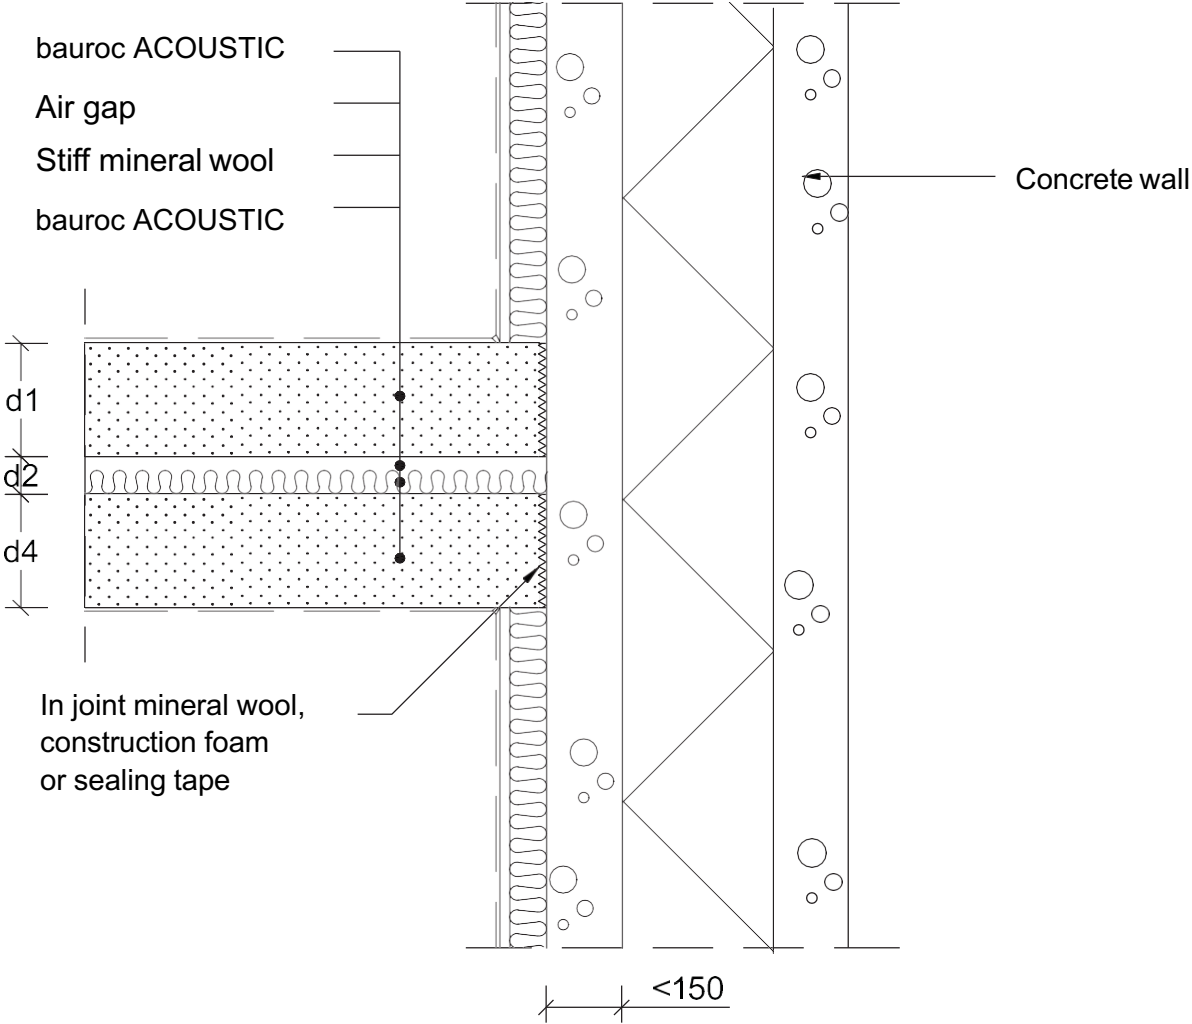 bauroc ACOUSTIC
Air gap
Stiff mineral wool
bauroc ACOUSTIC
Concrete wall
d1
d2
d4
In joint mineral wool,
construction foam
or sealing tape
<150